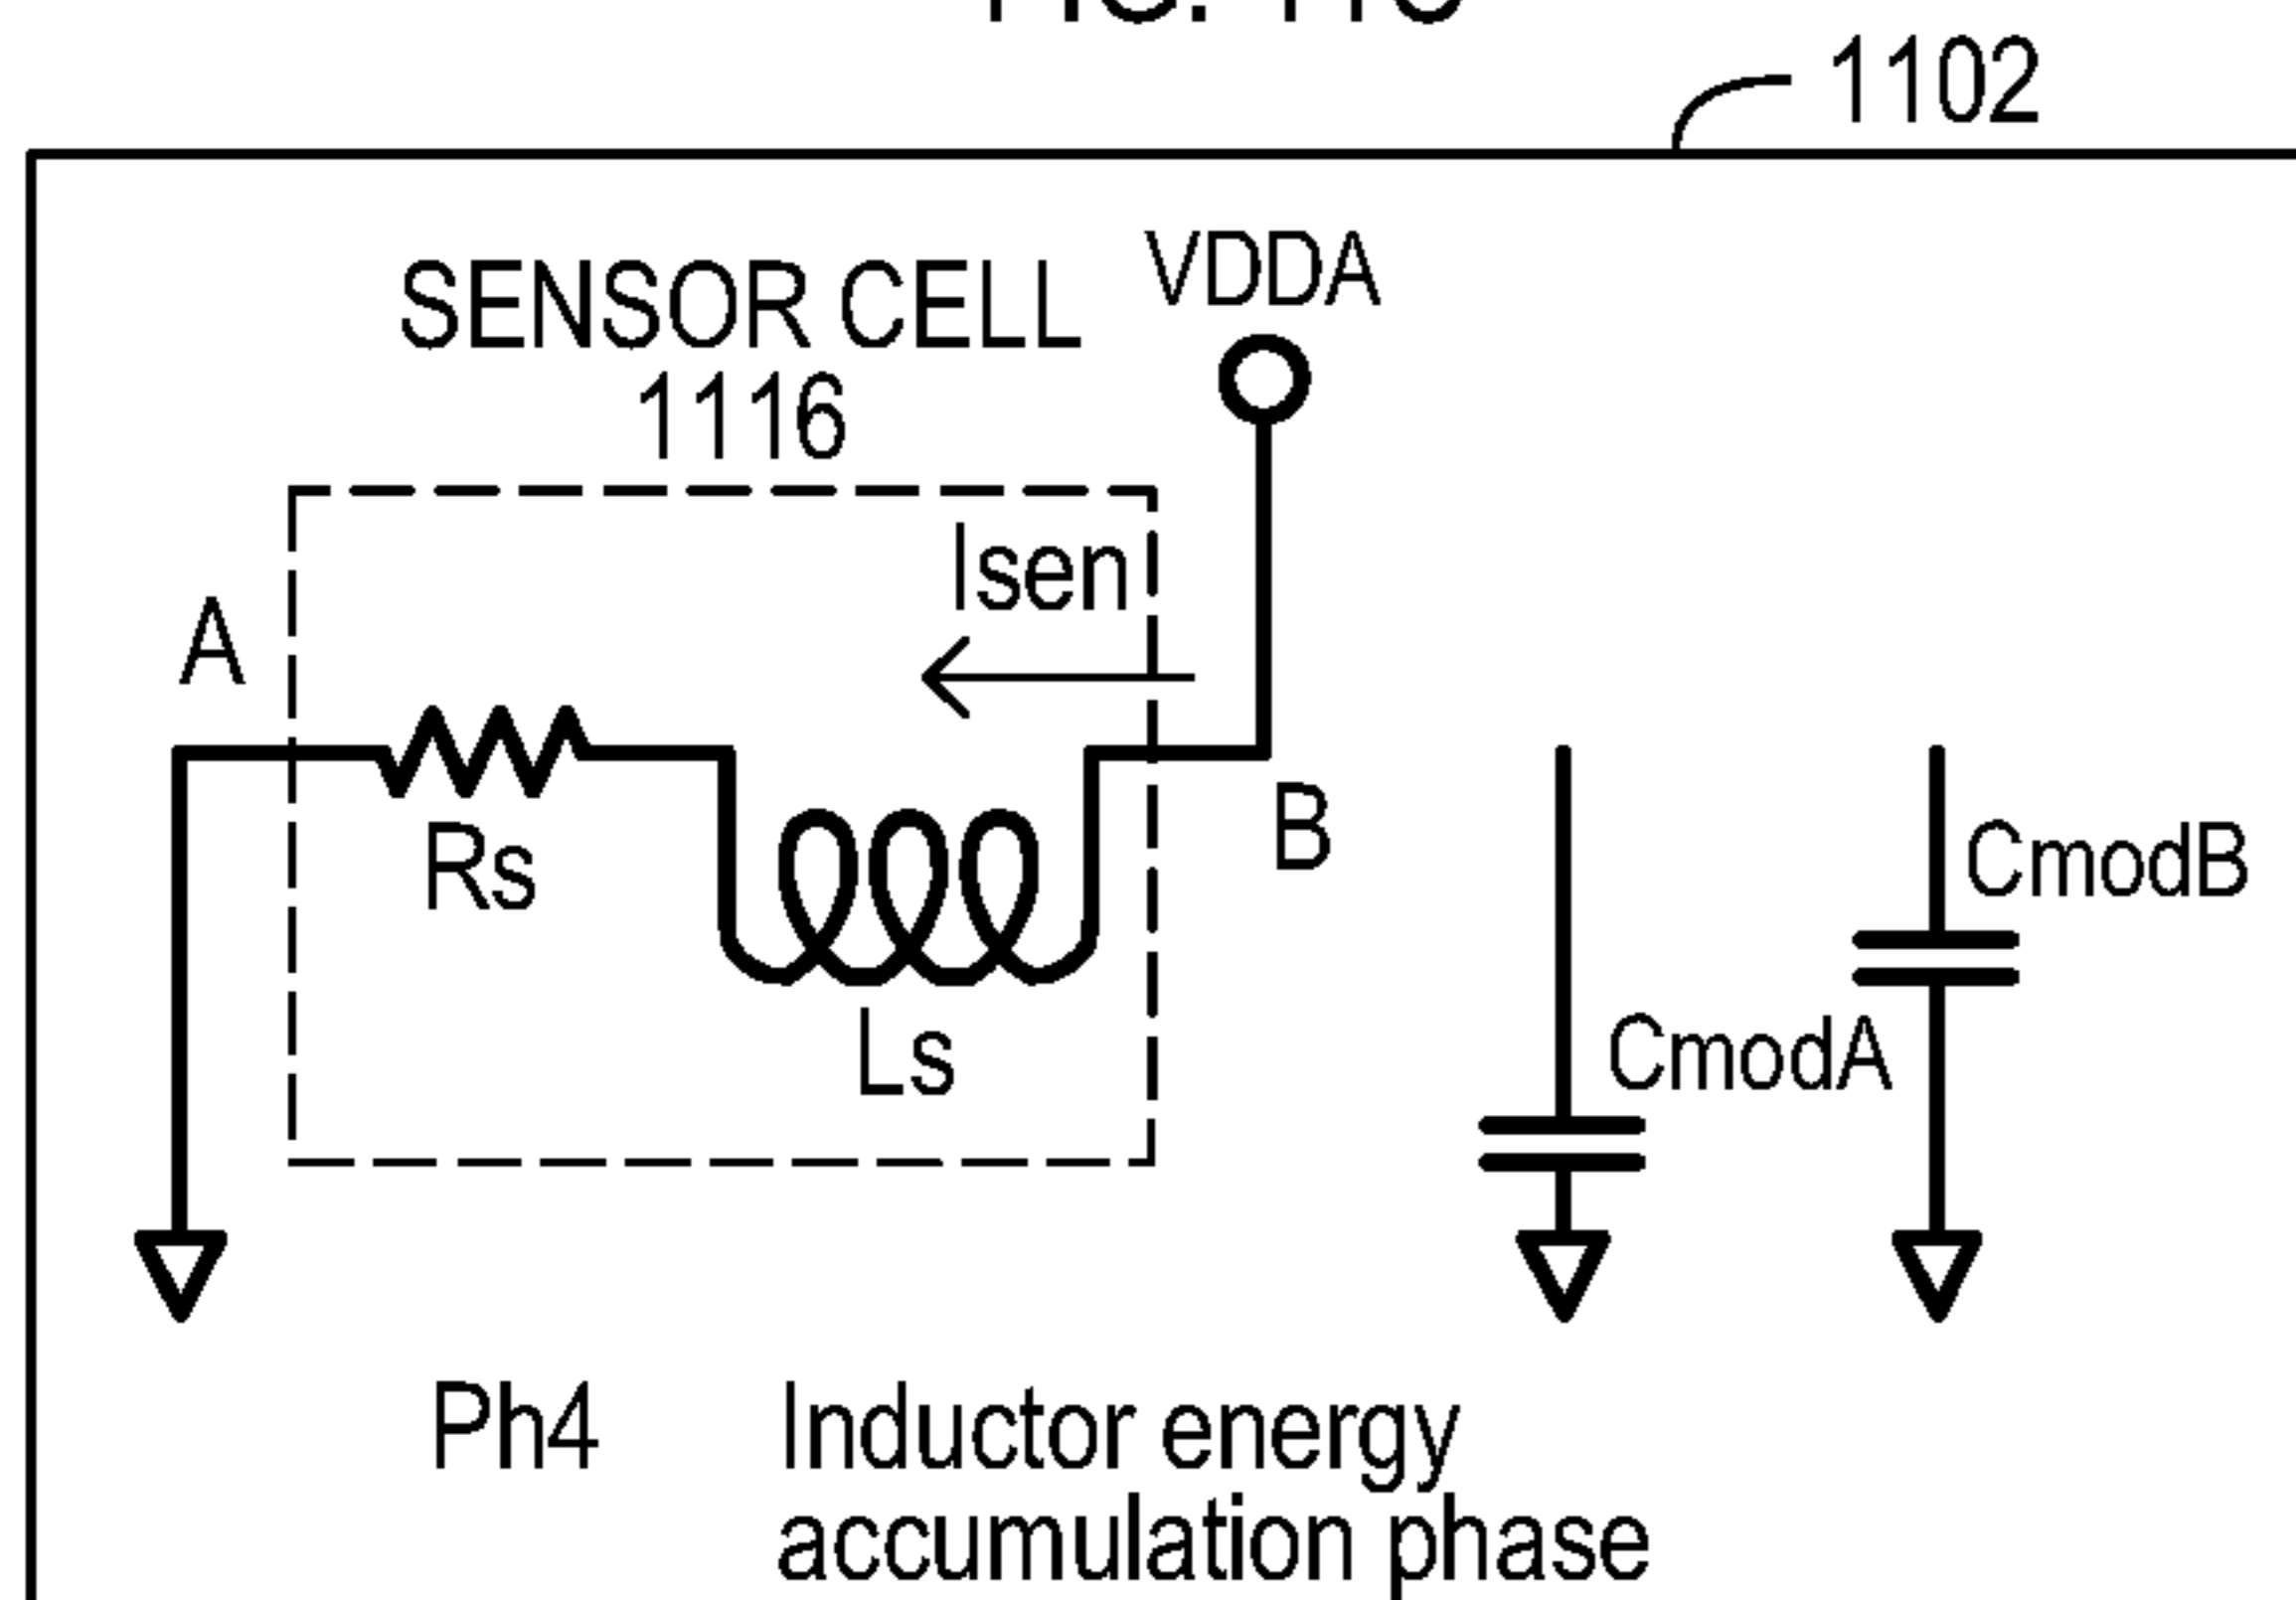 1102
SENSOR CELL
1116
VDDA
Isen
A
B
Rs
Ls
CmodA
CmodB
Ph4 Inductor energy
accumulation phase